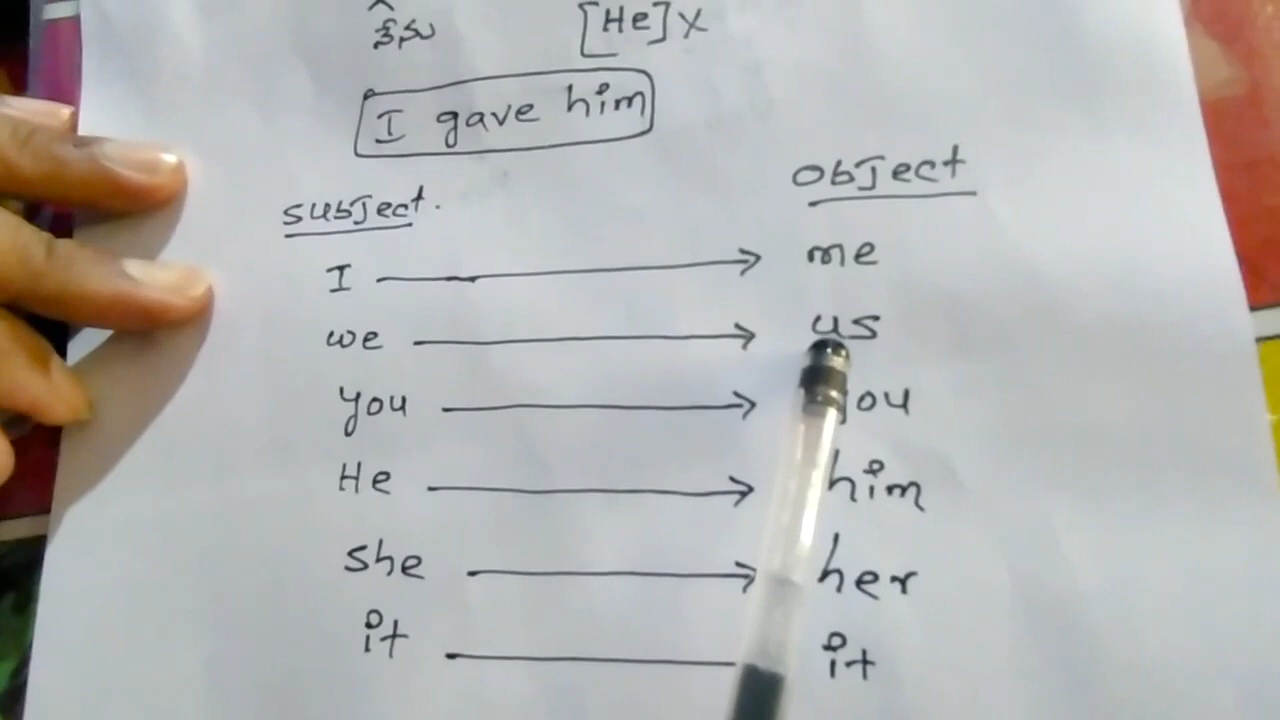 నేను [He] X
I gave him
subject. object
I → me
we → us
you → you
He → him
she → her
it it